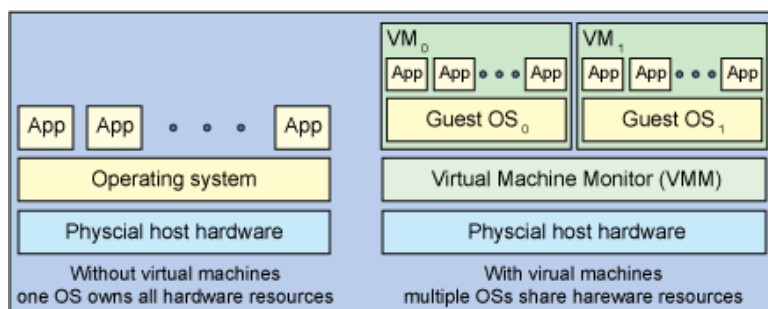 App App App
Operating system
Physcial host hardware
Without virtual machines
one OS owns all hardware resources
VM0
App App App
Guest OS0
VM1
App App App
Guest OS1
Virtual Machine Monitor (VMM)
Physcial host hardware
With virual machines
multiple OSs share hareware resources